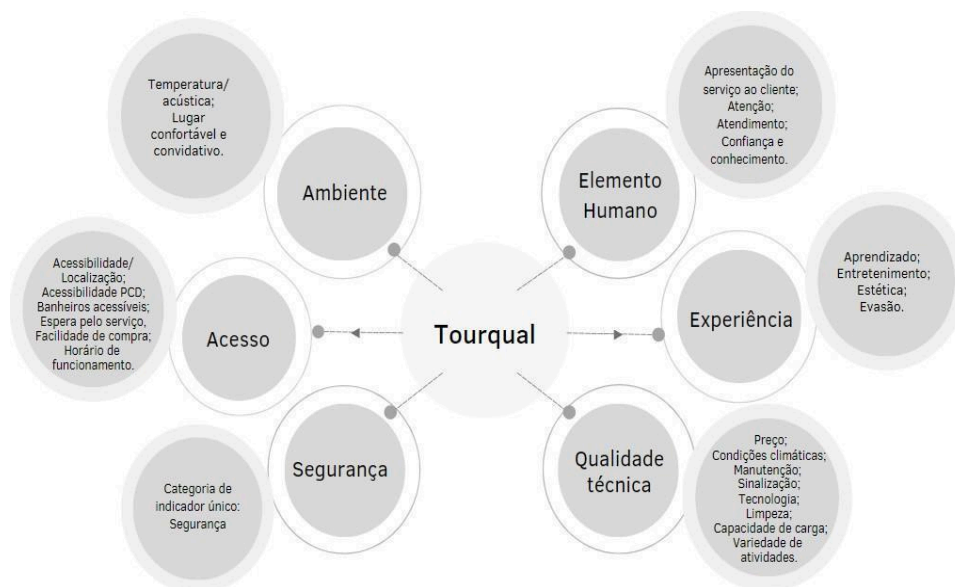 Temperatura/
acústica;
Lugar
confortável e
convidativo.
Ambiente
Apresentação do
serviço ao cliente;
Atenção;
Atendimento;
Confiança e
conhecimento.
Elemento
Humano
Acessibilidade/
Localização;
Acessibilidade PCD;
Banheiros acessíveis;
Espera pelo serviço,
Facilidade de compra;
Horário de
funcionamento.
Acesso
Tourqual
Experiência
Aprendizado;
Entretenimento;
Estética;
Evasão.
Categoria de
indicador único:
Segurança
Segurança
Qualidade
técnica
Preço;
Condições climáticas;
Manutenção;
Sinalização;
Tecnologia;
Limpeza;
Capacidade de carga;
Variedade de
atividades.